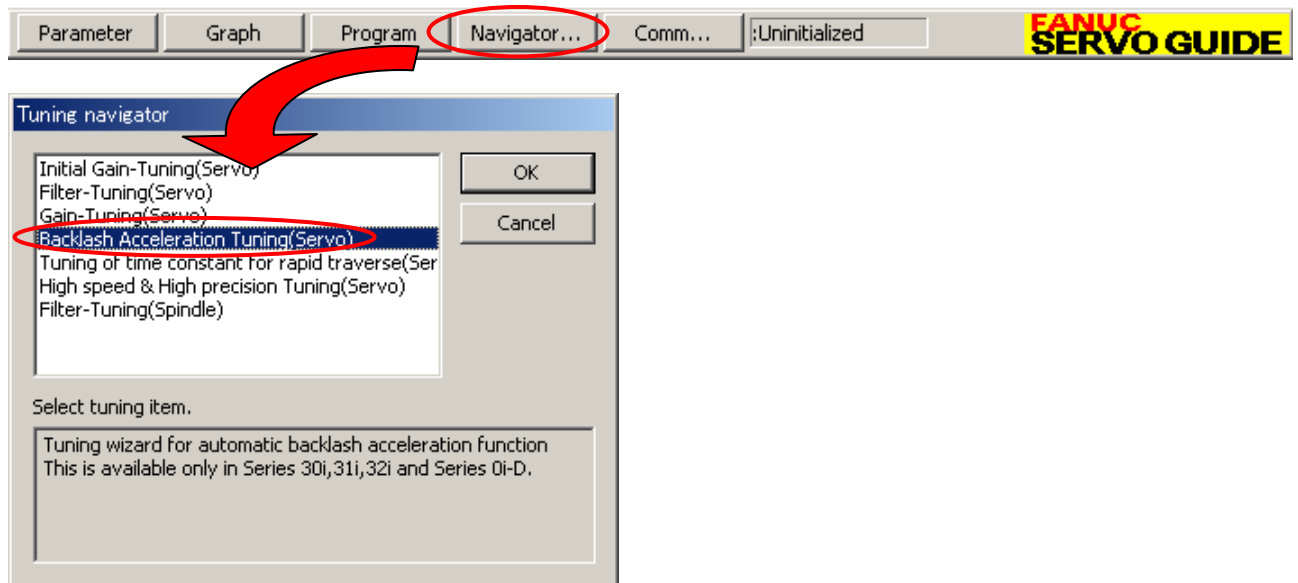 Parameter Graph Program Navigator... Comm... :Uninitialized FANUC
SERVO GUIDE
Tuning navigator
Initial Gain-Tuning(Servo)
Filter-Tuning(Servo)
Gain-Tuning(Servo)
Backlash Acceleration Tuning(Servo)
Tuning of time constant for rapid traverse(Ser
High speed & High precision Tuning(Servo)
Filter-Tuning(Spindle)
OK
Cancel
Select tuning item.
Tuning wizard for automatic backlash acceleration function
This is available only in Series 30i,31i,32i and Series 0i-D.